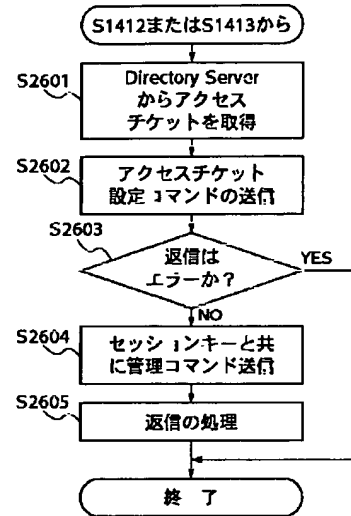 S1412またはS1413から
S2601
Directory Server
からアクセス
チケットを取得
S2602
アクセスチケット
設定コマンドの送信
S2603
返信は
エラーか？
YES
NO
S2604
セッションキーと共
に管理コマンド送信
S2605
返信の処理
終 了